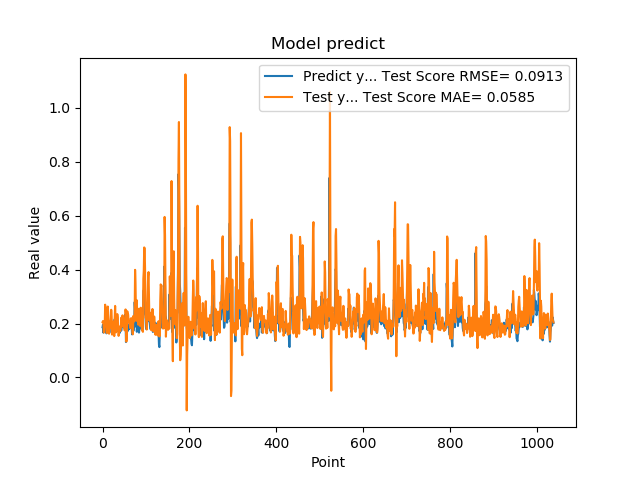 Model predict
Predict y... Test Score RMSE= 0.0913
Test y... Test Score MAE= 0.0585
1.0
0.8
0.6
0.4
0.2
0.0
Real value
0 200 400 600 800 1000
Point